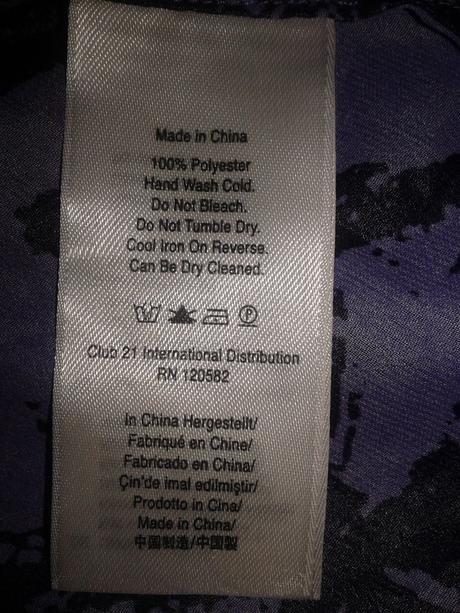 Made in China
100% Polyester
Hand Wash Cold.
Do Not Bleach.
Do Not Tumble Dry.
Cool Iron On Reverse.
Can Be Dry Cleaned.
P
Club 21 International Distribution
RN 120582
In China Hergestellt/
Fabriqué en Chine/
Fabricado en China/
Çin'de imal edilmiştir/
Prodotto in Cina/
Made in China/
中国制造/中国製